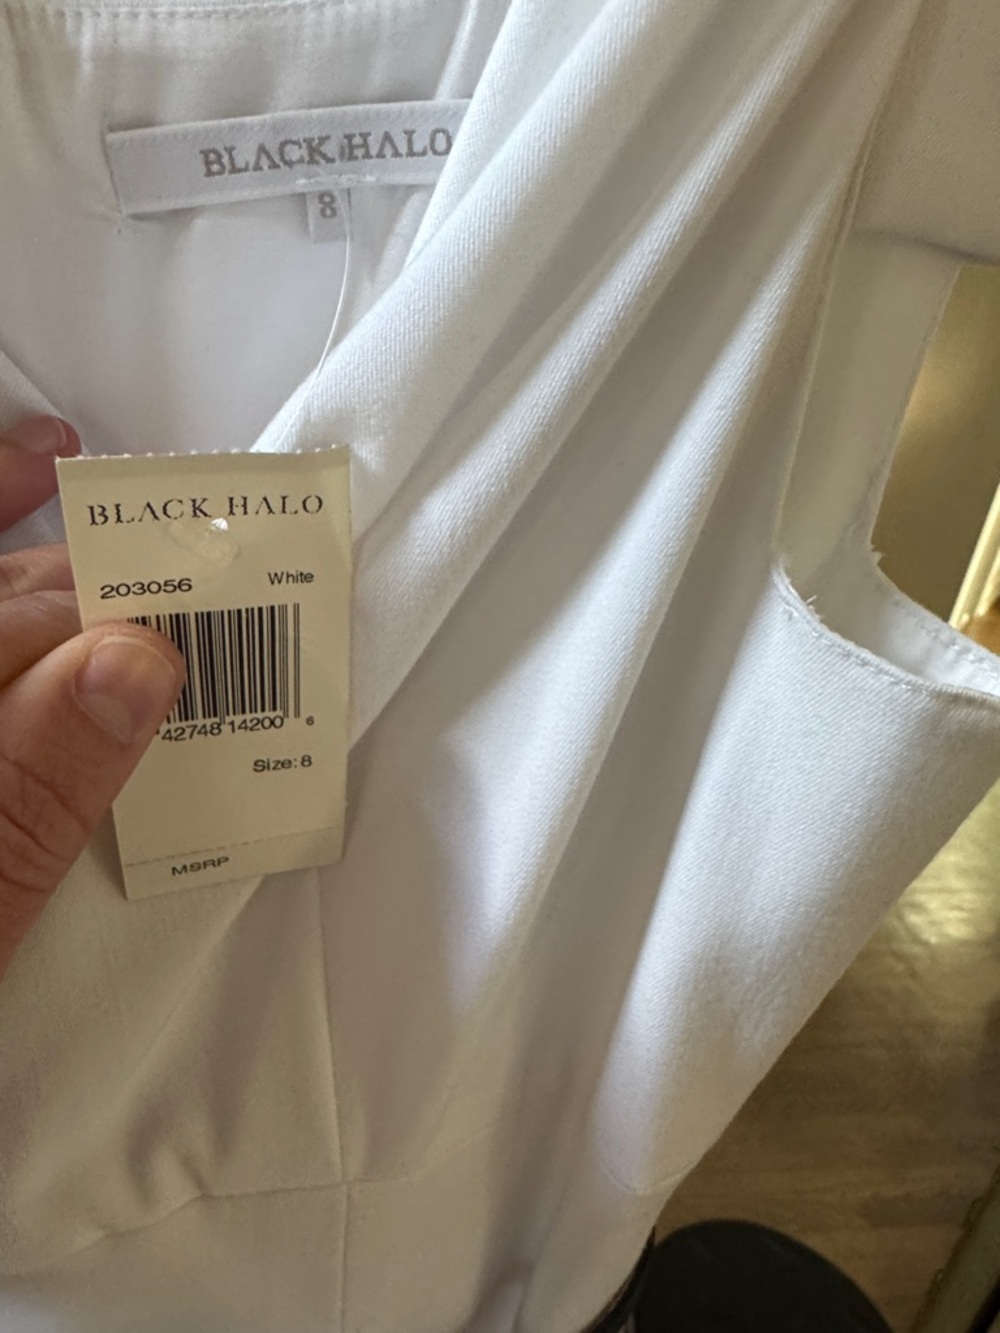 BLACK HALO
8
BLACK HALO
203056 White
42748 14200 6
Size: 8
MSRP